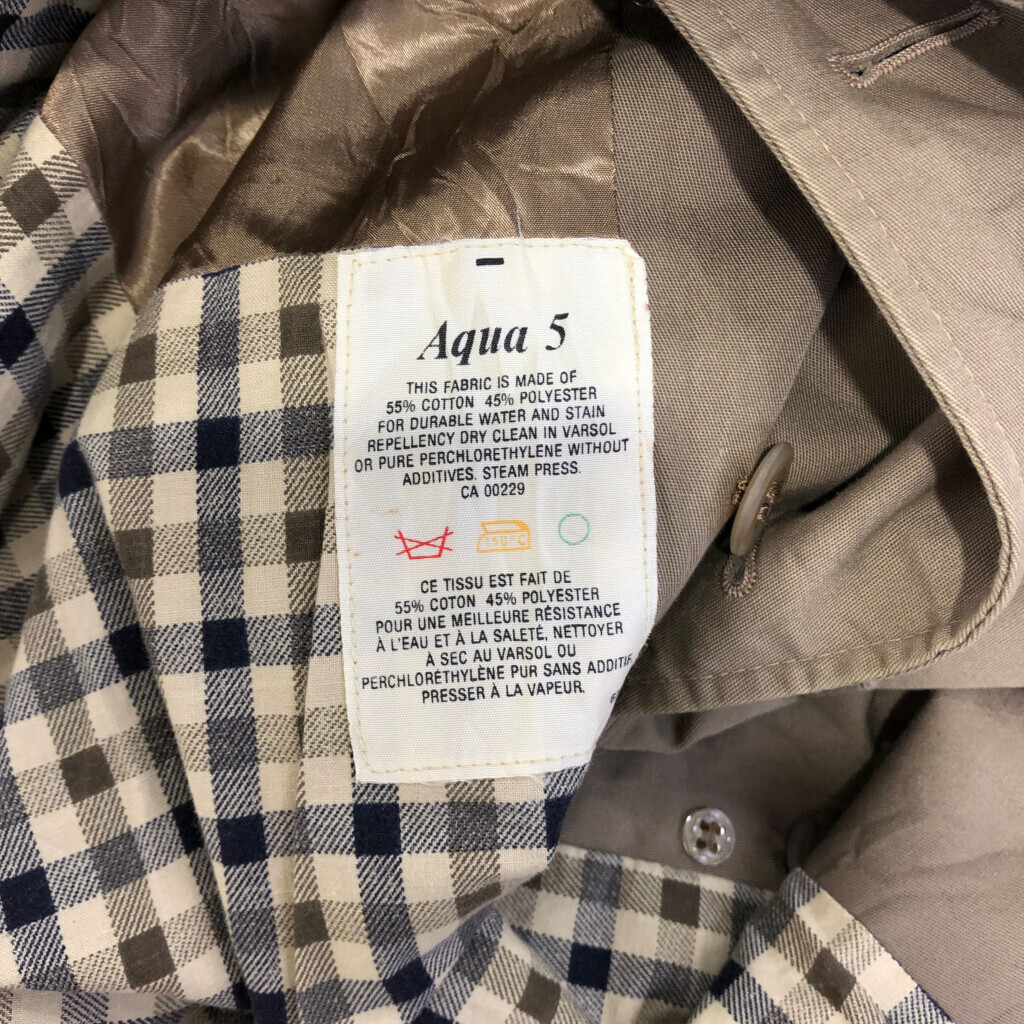 Aqua 5
THIS FABRIC IS MADE OF
55% COTTON 45% POLYESTER
FOR DURABLE WATER AND STAIN
REPELLENCY DRY CLEAN IN VARSOL
OR PURE PERCHLORETHYLENE WITHOUT
ADDITIVES. STEAM PRESS.
CA 00229
150°C
CE TISSU EST FAIT DE
55% COTON 45% POLYESTER
POUR UNE MEILLEURE RÉSISTANCE
À L'EAU ET À LA SALETÉ, NETTOYER
À SEC AU VARSOL OU
PERCHLORÉTHYLÈNE PUR SANS ADDITIF
PRESSER À LA VAPEUR.